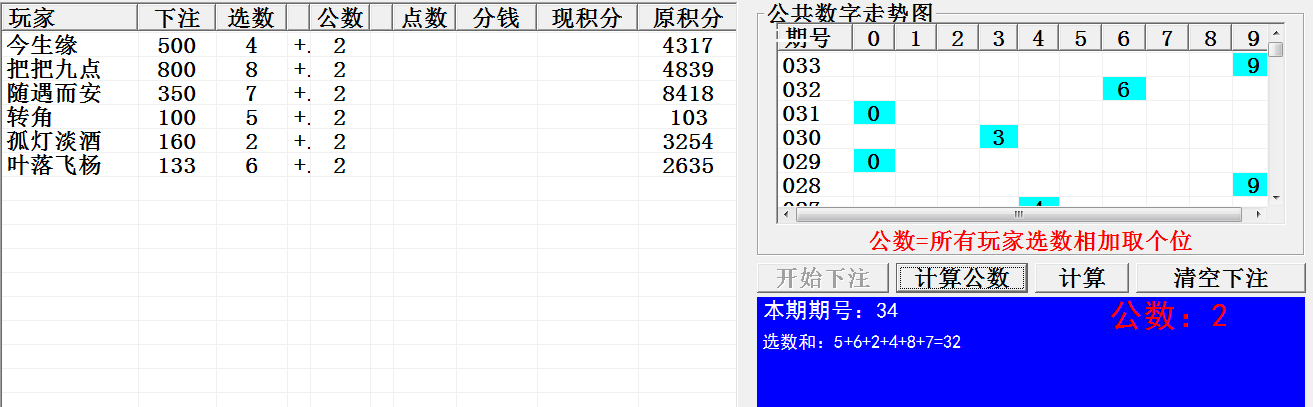 玩家 下注 选数 公数 点数 分钱 现积分 原积分
今生缘 500 4 +. 2 4317
把把九点 800 8 +. 2 4839
随遇而安 350 7 +. 2 8418
转角 100 5 +. 2 103
孤灯淡酒 160 2 +. 2 3254
叶落飞杨 133 6 +. 2 2635
公共数字走势图
期号 0 1 2 3 4 5 6 7 8 9
033 9
032 6
031 0
030 3
029 0
028 9
027 4
公数=所有玩家选数相加取个位
开始下注 计算公数 计算 清空下注
本期期号：34 公数：2
选数和：5+6+2+4+8+7=32